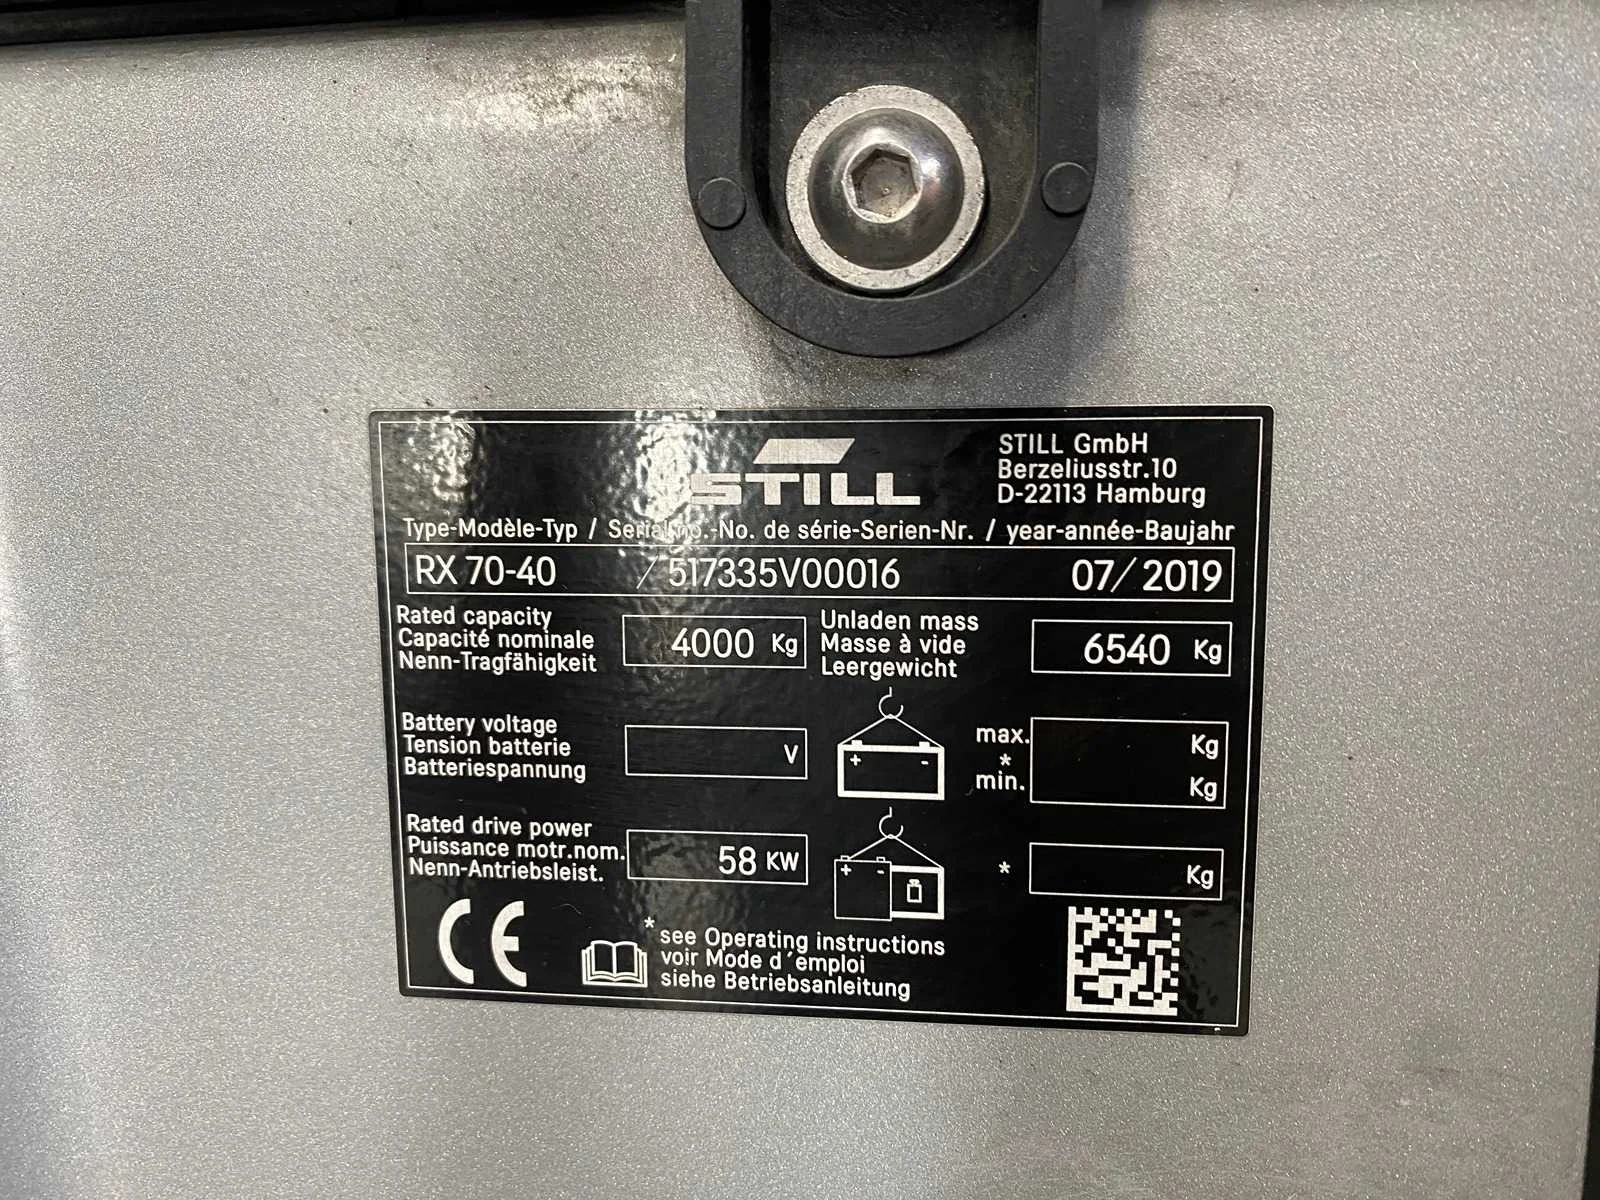 STILL
STILL GmbH
Berzeliusstr.10
D-22113 Hamburg
Type-Modèle-Typ / Serial no.-No. de série-Serien-Nr. / year-année-Baujahr
RX 70-40 / 517335V00016 07/2019
Rated capacity
Capacité nominale
Nenn-Tragfähigkeit
4000 Kg
Unladen mass
Masse à vide
Leergewicht
6540 Kg
Battery voltage
Tension batterie
Batteriespannung
V
+ -
max. Kg
*
min. Kg
Rated drive power
Puissance motr.nom.
Nenn-Antriebsleist.
58 KW
+ -
* Kg
CE
* see Operating instructions
voir Mode d´emploi
siehe Betriebsanleitung